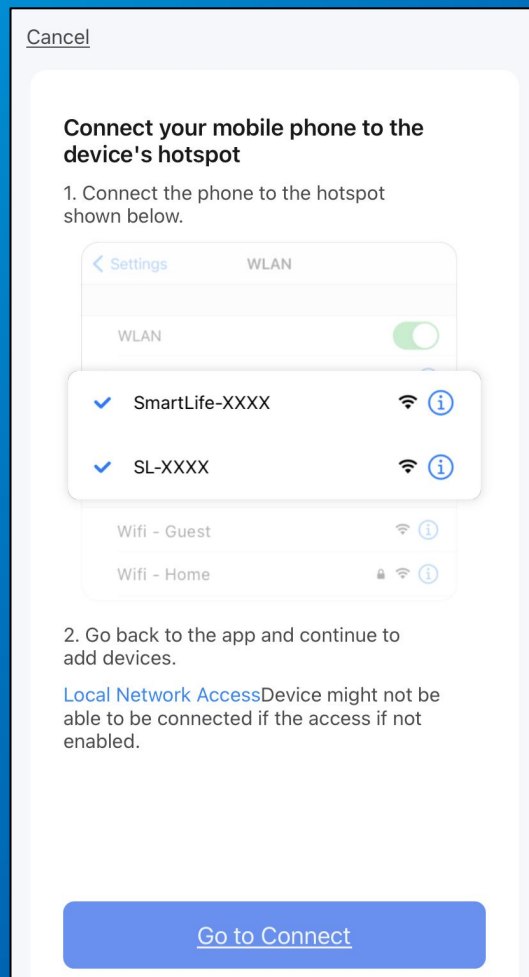 Cancel
Connect your mobile phone to the
device's hotspot
1. Connect the phone to the hotspot
shown below.
Settings WLAN
WLAN
SmartLife-XXXX
SL-XXXX
Wifi - Guest
Wifi - Home
2. Go back to the app and continue to
add devices.
Local Network AccessDevice might not be
able to be connected if the access if not
enabled.
Go to Connect